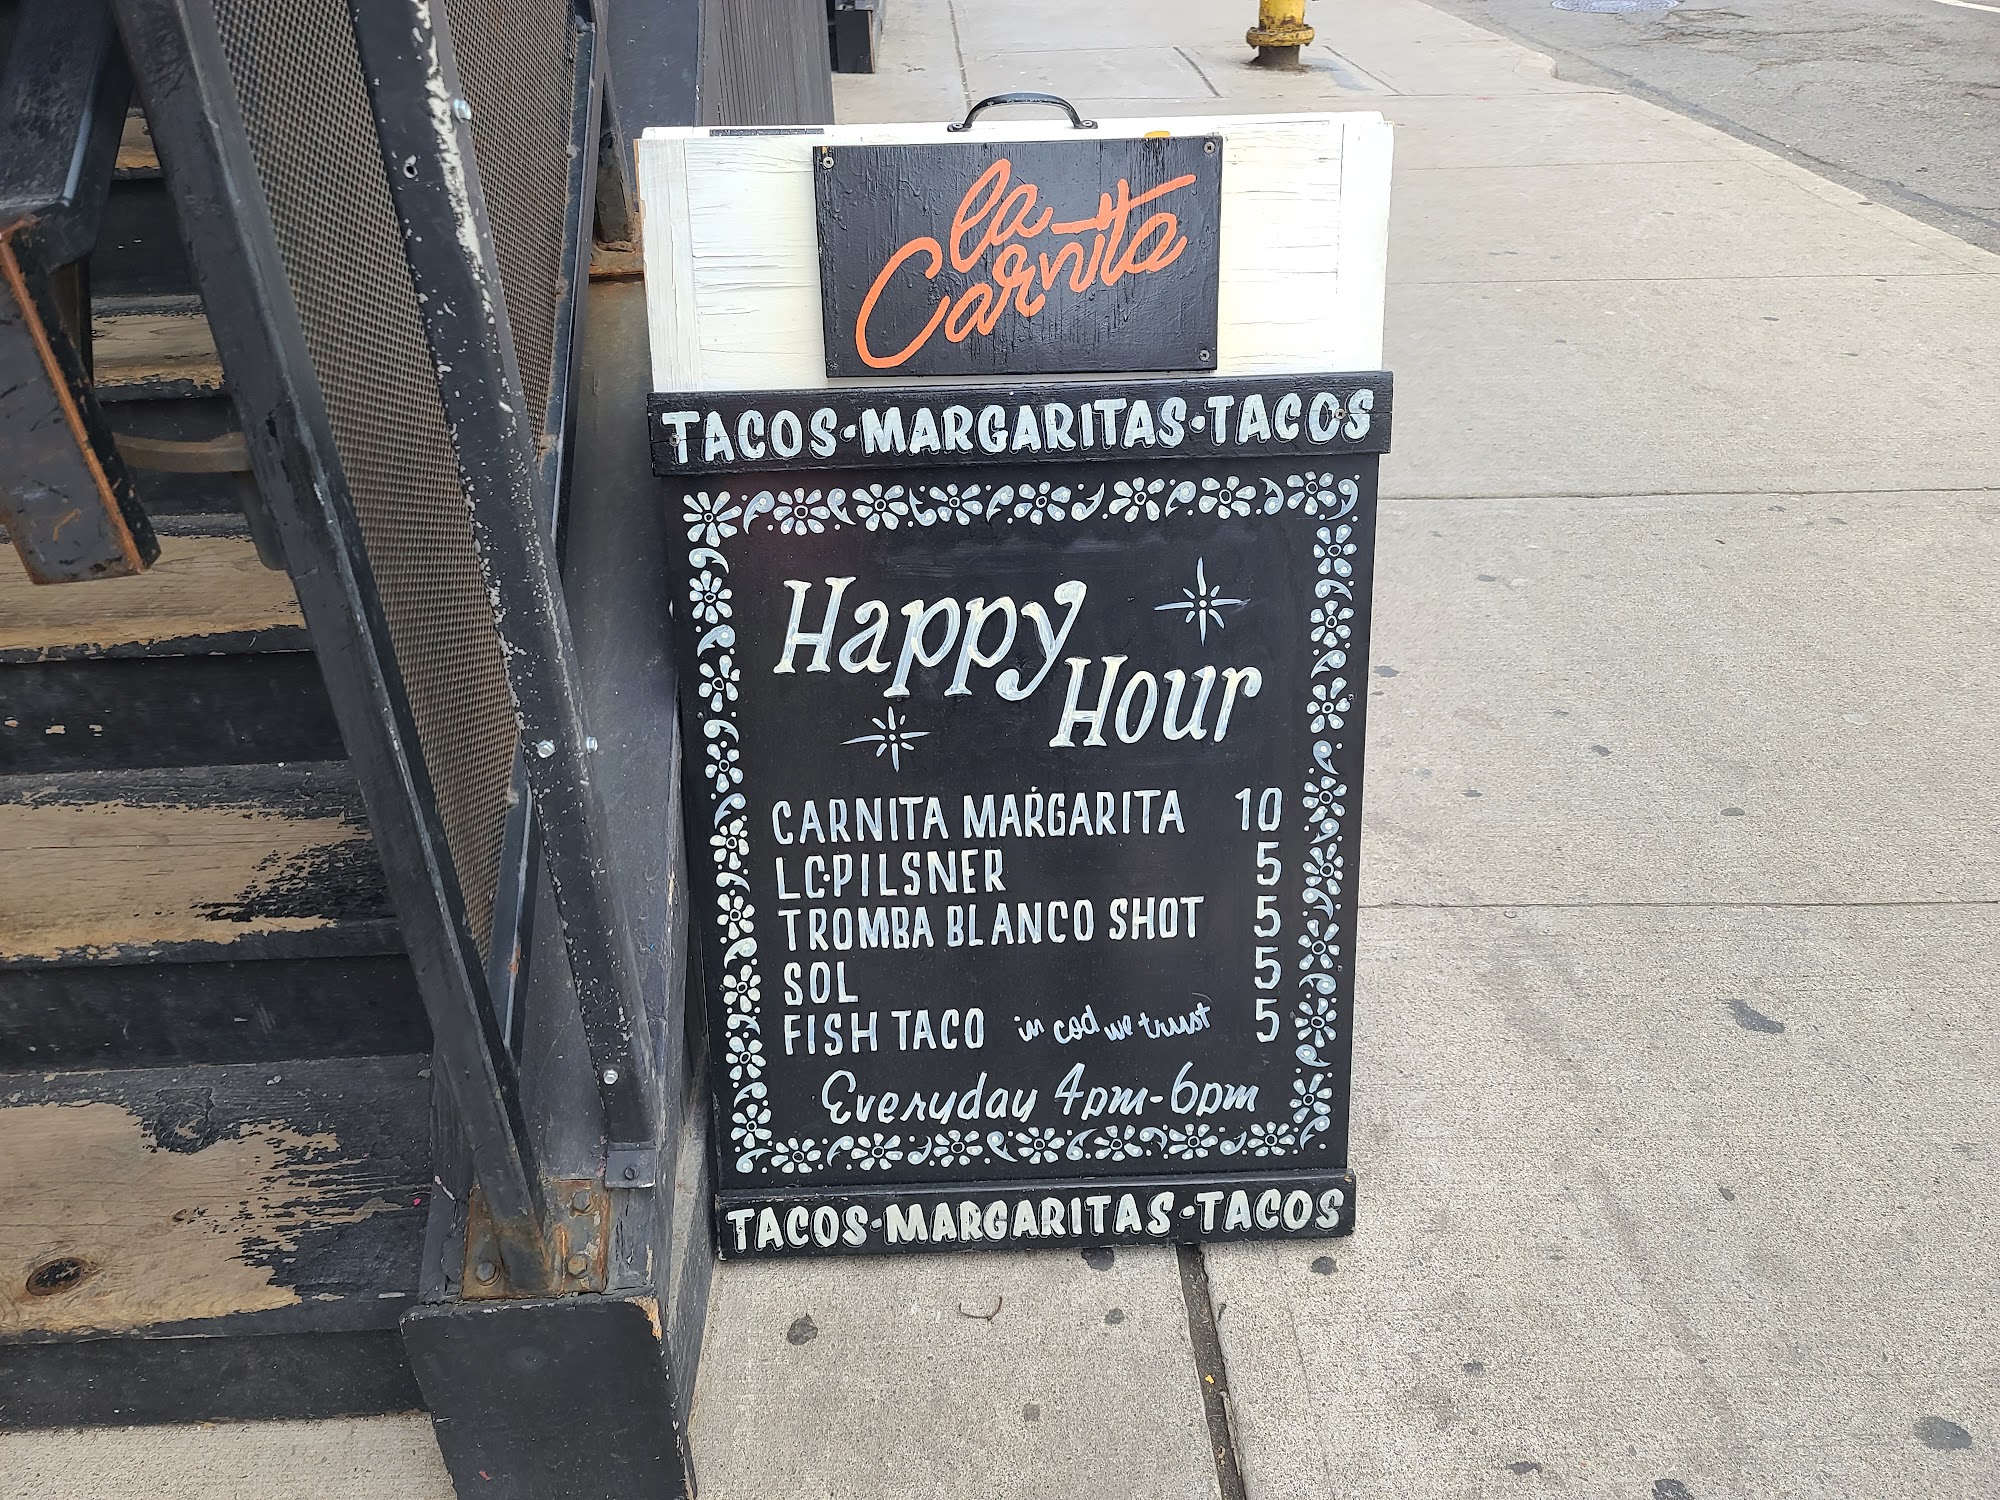 la
Carnita
TACOS·MARGARITAS·TACOS
Happy
Hour
CARNITA MARGARITA 10
LC·PILSNER 5
TROMBA BLANCO SHOT 5
SOL 5
FISH TACO in cod we trust 5
Everyday 4pm-6pm
TACOS·MARGARITAS·TACOS